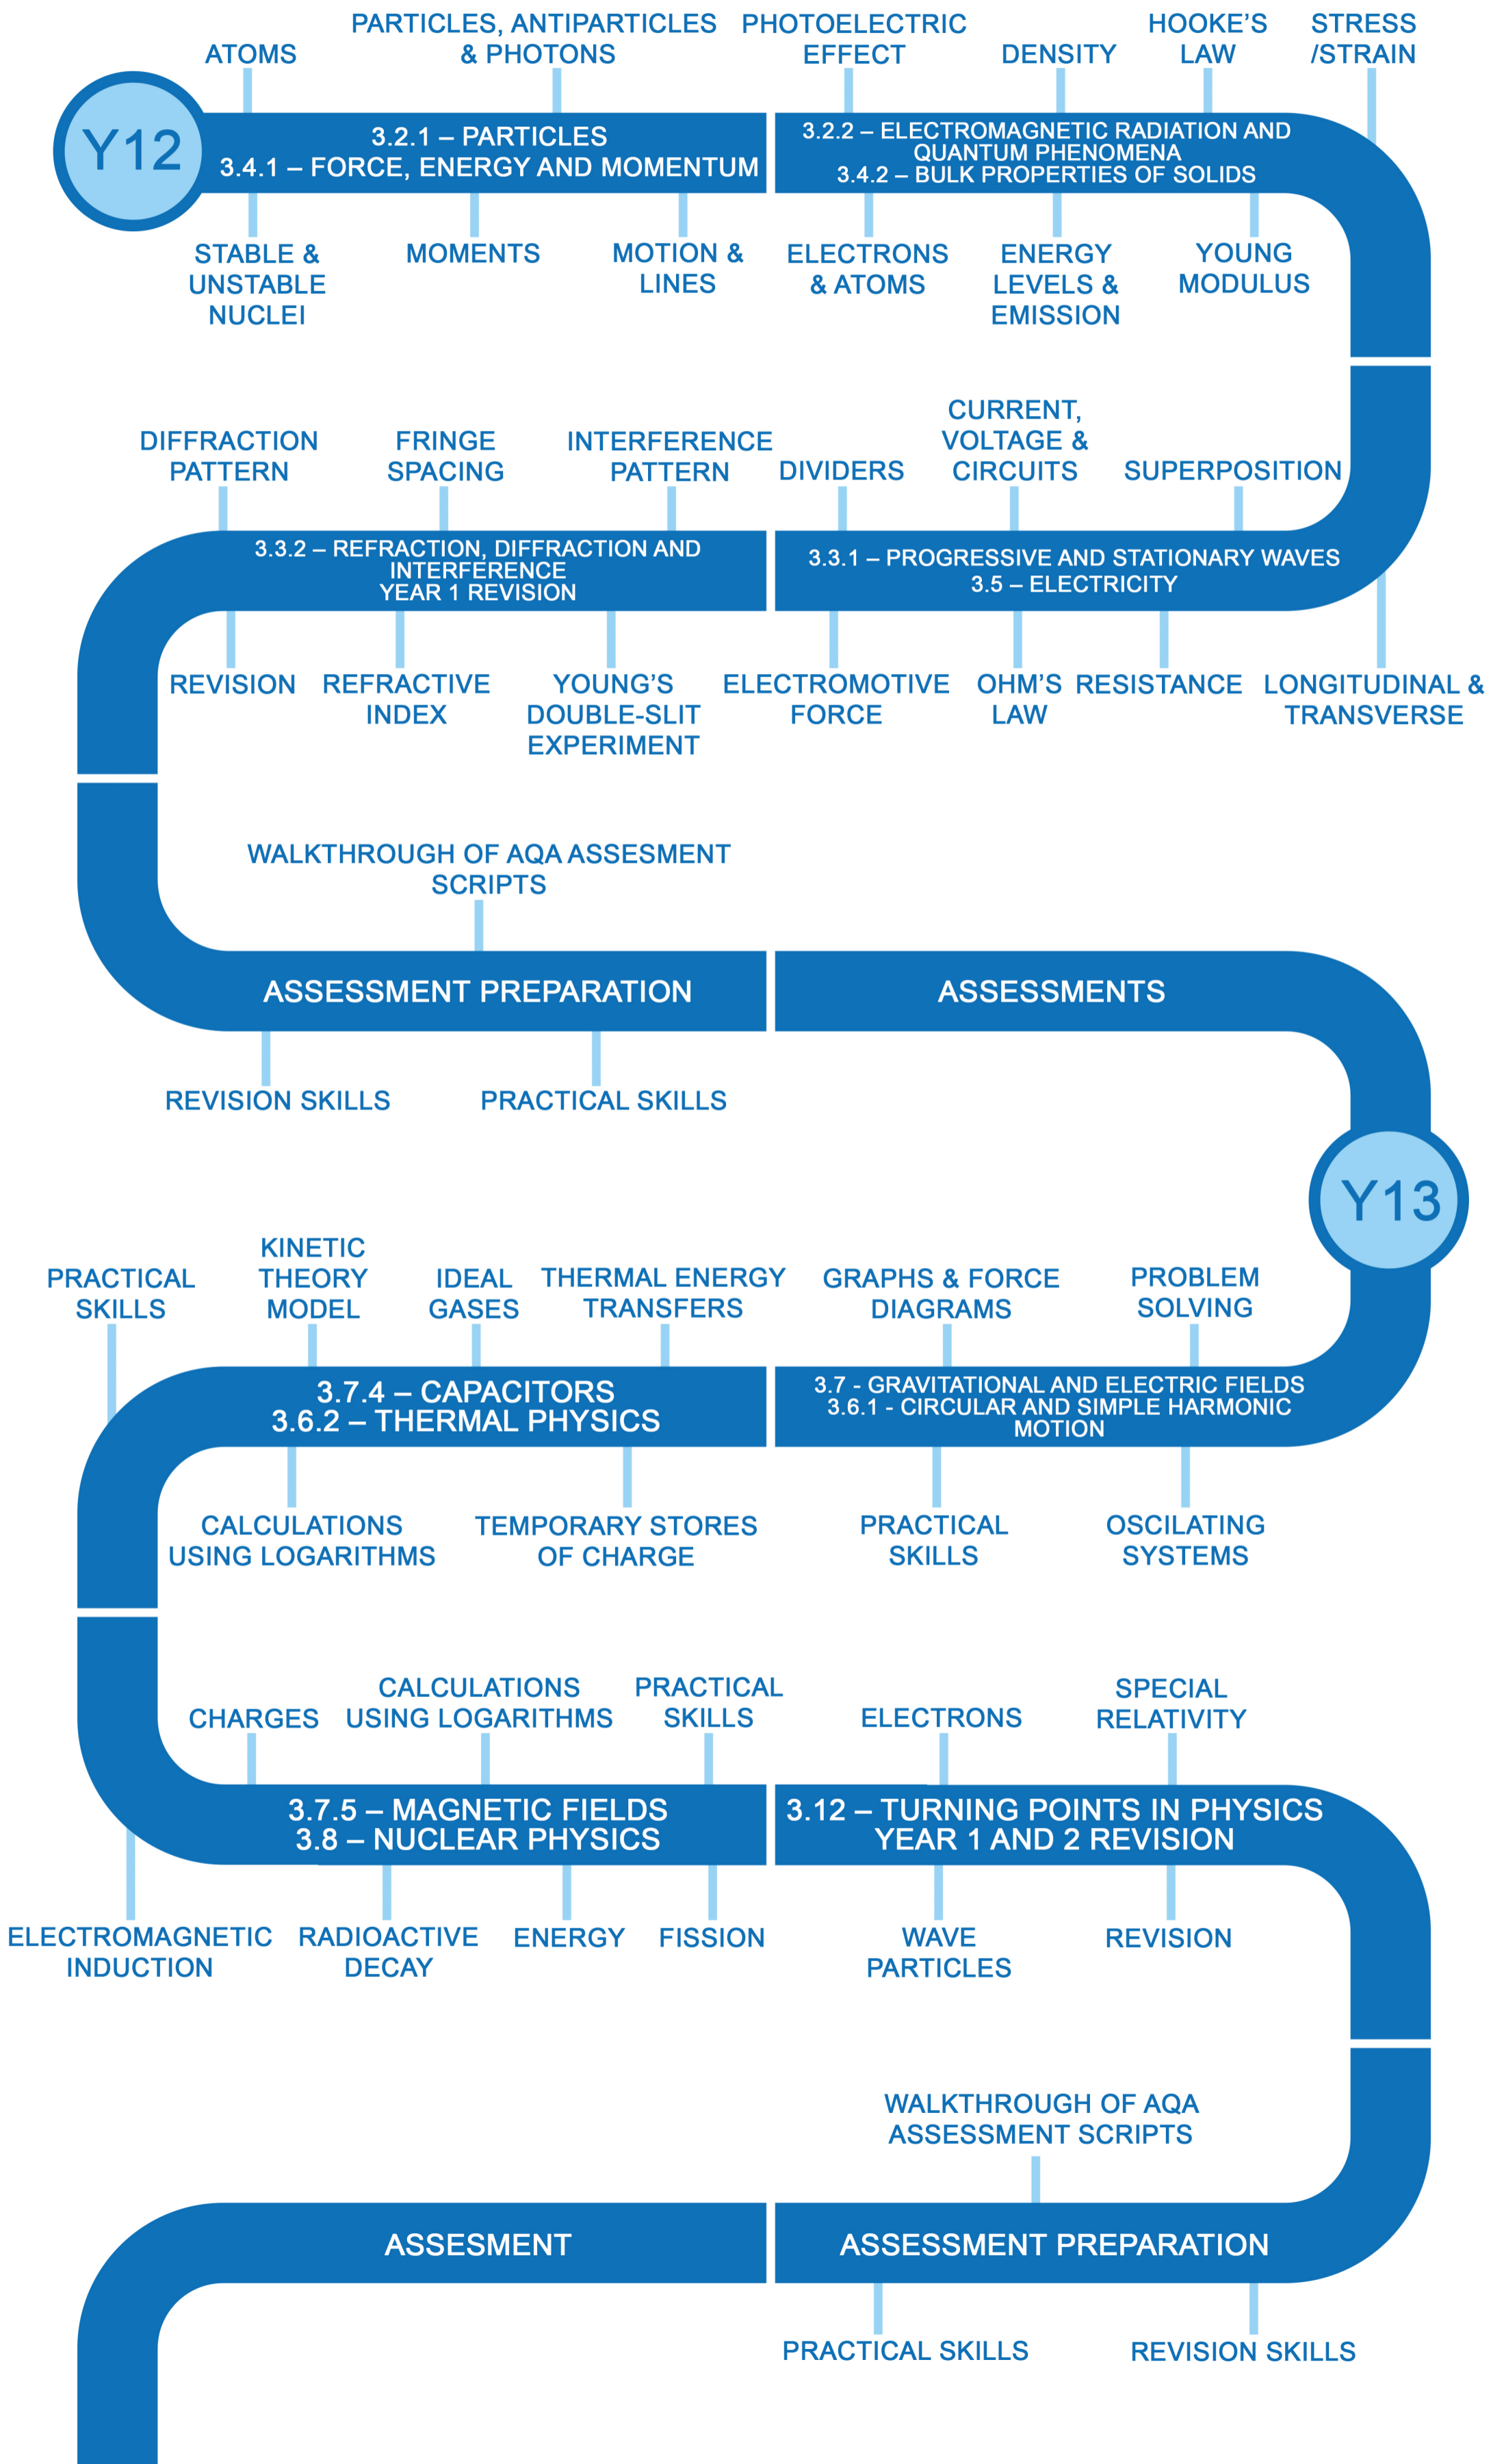 ATOMS
PARTICLES, ANTIPARTICLES
& PHOTONS
PHOTOELECTRIC
EFFECT
DENSITY
HOOKE'S
LAW
STRESS
/STRAIN
Y12
3.2.1 – PARTICLES
3.4.1 – FORCE, ENERGY AND MOMENTUM
3.2.2 – ELECTROMAGNETIC RADIATION AND
QUANTUM PHENOMENA
3.4.2 – BULK PROPERTIES OF SOLIDS
STABLE &
UNSTABLE
NUCLEI
MOMENTS
MOTION &
LINES
ELECTRONS
& ATOMS
ENERGY
LEVELS &
EMISSION
YOUNG
MODULUS
DIFFRACTION
PATTERN
FRINGE
SPACING
INTERFERENCE
PATTERN
DIVIDERS
CURRENT,
VOLTAGE &
CIRCUITS
SUPERPOSITION
3.3.2 – REFRACTION, DIFFRACTION AND
INTERFERENCE
YEAR 1 REVISION
3.3.1 – PROGRESSIVE AND STATIONARY WAVES
3.5 – ELECTRICITY
REVISION
REFRACTIVE
INDEX
YOUNG'S
DOUBLE-SLIT
EXPERIMENT
ELECTROMOTIVE
FORCE
OHM'S
LAW
RESISTANCE
LONGITUDINAL &
TRANSVERSE
WALKTHROUGH OF AQA ASSESMENT
SCRIPTS
ASSESSMENT PREPARATION
ASSESSMENTS
REVISION SKILLS
PRACTICAL SKILLS
Y13
PRACTICAL
SKILLS
KINETIC
THEORY
MODEL
IDEAL
GASES
THERMAL ENERGY
TRANSFERS
GRAPHS & FORCE
DIAGRAMS
PROBLEM
SOLVING
3.7.4 – CAPACITORS
3.6.2 – THERMAL PHYSICS
3.7 - GRAVITATIONAL AND ELECTRIC FIELDS
3.6.1 - CIRCULAR AND SIMPLE HARMONIC
MOTION
CALCULATIONS
USING LOGARITHMS
TEMPORARY STORES
OF CHARGE
PRACTICAL
SKILLS
OSCILATING
SYSTEMS
CHARGES
CALCULATIONS
USING LOGARITHMS
PRACTICAL
SKILLS
ELECTRONS
SPECIAL
RELATIVITY
3.7.5 – MAGNETIC FIELDS
3.8 – NUCLEAR PHYSICS
3.12 – TURNING POINTS IN PHYSICS
YEAR 1 AND 2 REVISION
ELECTROMAGNETIC
INDUCTION
RADIOACTIVE
DECAY
ENERGY
FISSION
WAVE
PARTICLES
REVISION
WALKTHROUGH OF AQA
ASSESSMENT SCRIPTS
ASSESMENT
ASSESSMENT PREPARATION
PRACTICAL SKILLS
REVISION SKILLS